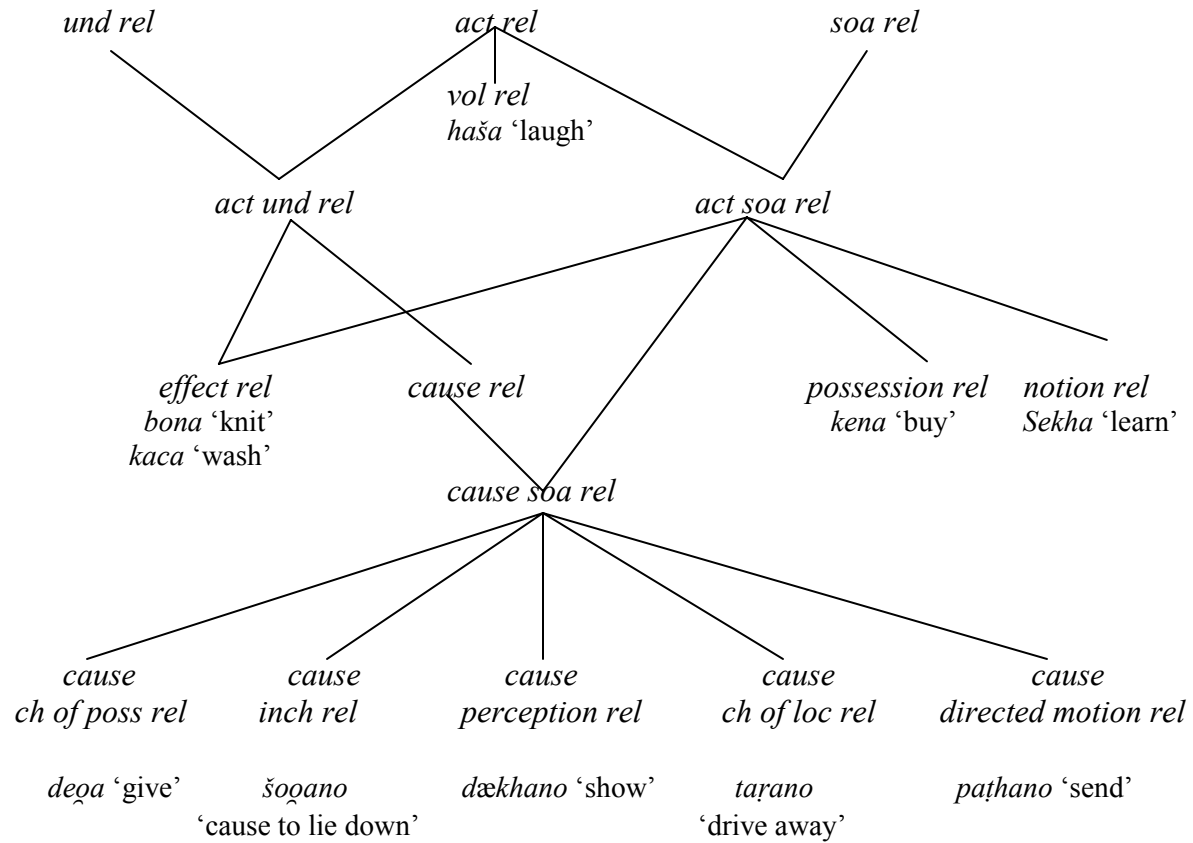 und rel act rel soa rel
vol rel
haša ‘laugh’
act und rel act soa rel
effect rel cause rel possession rel notion rel
bona ‘knit’ kena ‘buy’ Sekha ‘learn’
kaca ‘wash’
cause soa rel
cause cause cause cause cause
ch of poss rel inch rel perception rel ch of loc rel directed motion rel
deo̯a ‘give’ šoo̯ano dækhano ‘show’ taṛano paṭhano ‘send’
‘cause to lie down’ ‘drive away’